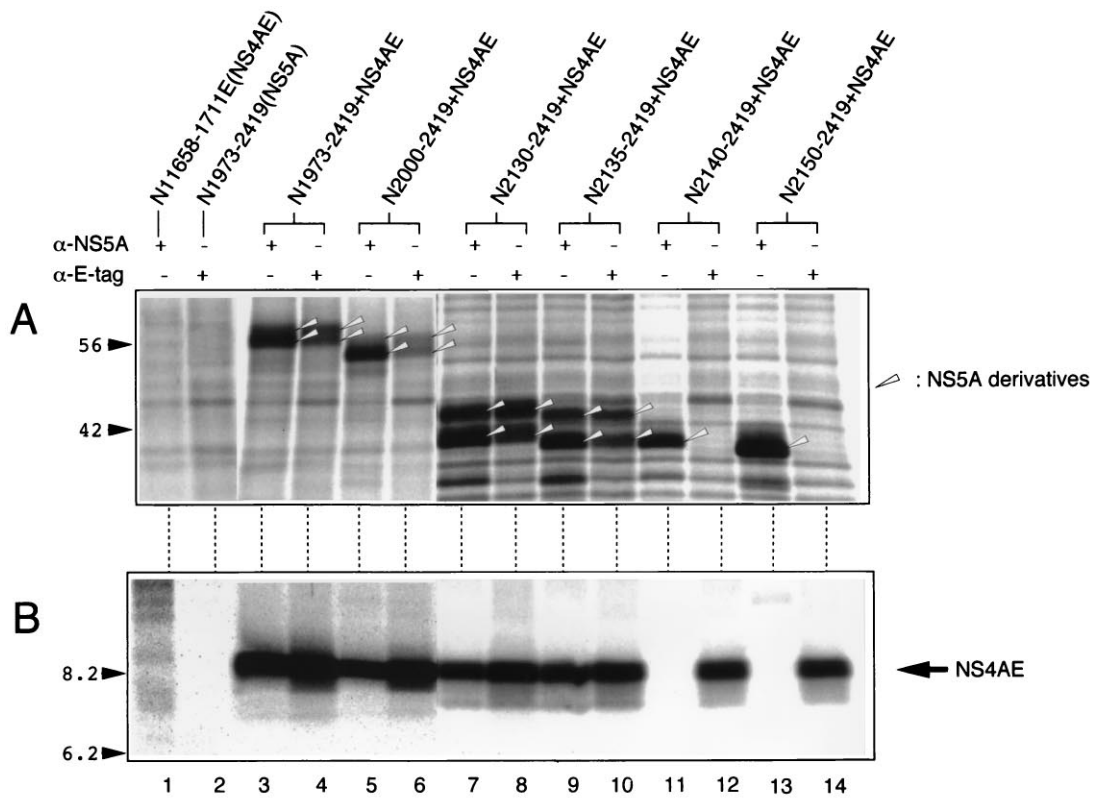 N11658-1711E(NS4AE)
N1973-2419(NS5A)
N1973-2419+NS4AE
N2000-2419+NS4AE
N2130-2419+NS4AE
N2135-2419+NS4AE
N2140-2419+NS4AE
N2150-2419+NS4AE
α-NS5A + - + - + - + - + - + - + -
α-E-tag - + - + - + - + - + - + - +
A
56
42
: NS5A derivatives
B
8.2
NS4AE
6.2
1 2 3 4 5 6 7 8 9 10 11 12 13 14